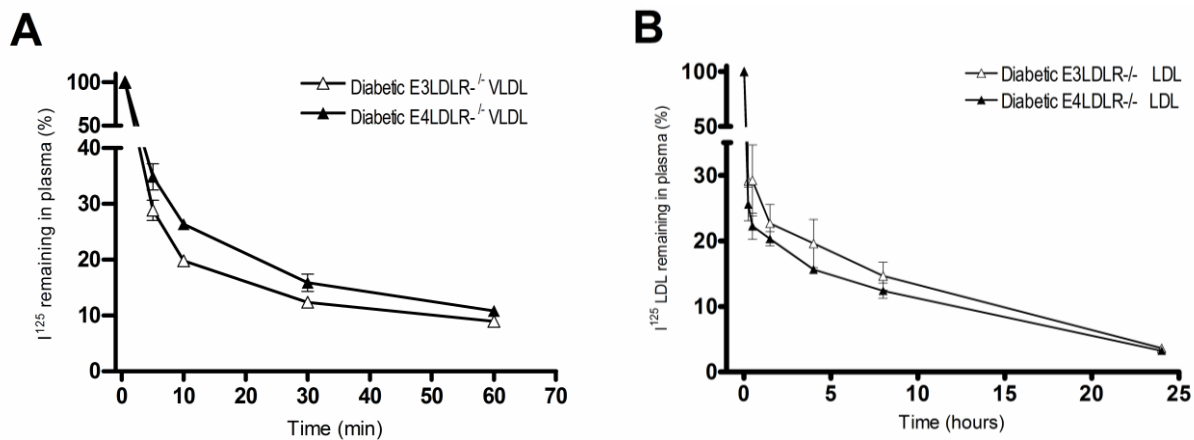 A
I¹²⁵ remaining in plasma (%)
100
50
40
30
20
10
0
0 10 20 30 40 50 60 70
Time (min)
Diabetic E3LDLR-⁻/⁻ VLDL
Diabetic E4LDLR-⁻/⁻ VLDL
B
I¹²⁵ LDL remaining in plasma (%)
100
50
30
20
10
0
0 5 10 15 20 25
Time (hours)
Diabetic E3LDLR-/- LDL
Diabetic E4LDLR-/- LDL